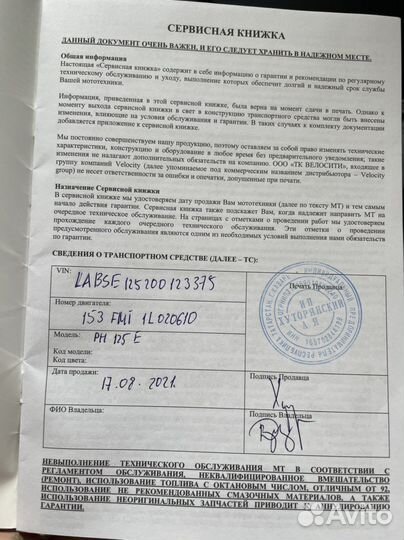 СЕРВИСНАЯ КНИЖКА
ДАННЫЙ ДОКУМЕНТ ОЧЕНЬ ВАЖЕН, И ЕГО СЛЕДУЕТ ХРАНИТЬ В НАДЕЖНОМ МЕСТЕ.
Общая информация
Настоящая «Сервисная книжка» содержит в себе информацию о гарантии и рекомендации по регулярному
техническому обслуживанию и уходу, выполнение которых обеспечит долгий и надежный срок службы
Вашей мототехники.
Информация, приведенная в этой сервисной книжке, была верна на момент сдачи в печать. Однако к
моменту выхода сервисной книжки в свет в конструкцию транспортного средства могли быть внесены
изменения, влияющие на условия обслуживания и гарантии. В таких случаях к комплекту документации
добавляется приложение к сервисной книжке.
Мы постоянно совершенствуем нашу продукцию, поэтому оставляем за собой право изменять технические
характеристики, конструкцию и оборудование в любое время без предварительного уведомления; такие
изменения не налагают дополнительных обязательств на компанию. ООО «ТК ВЕЛОСИТИ», входящее в
группу компаний Velocity (далее упоминаемое под коммерческим названием дистрибьютора – Velocity
group) не несет ответственности за ошибки и опечатки, допущенные при печати.
Назначение Сервисной книжки
В сервисной книжке мы удостоверяем дату продажи Вам мототехники (далее по тексту МТ) и тем самым
начало действия гарантии. Сервисная книжка также подскажет Вам, когда надлежит направить МТ на
очередное техническое обслуживание. На страницах с отметками о проведении работ мы удостоверяем
прохождение каждого очередного технического обслуживания. Эти отметки о проведении
предусмотренного обслуживания являются одним из необходимых условий выполнения нами обязательств
по гарантии.
СВЕДЕНИЯ О ТРАНСПОРТНОМ СРЕДСТВЕ (ДАЛЕЕ – ТС):
VIN:
LABSE125200123375
Печать Продавца
ИП
ХУТОРЯНСКИЙ
Номер двигателя:
153 FMI 1L020610
Модель: PH 125 E
Код модели:
Код цвета:
Дата продажи:
17.08.2021
Подпись Продавца
ФИО Владельца:
Подпись Владельца
НЕВЫПОЛНЕНИЕ ТЕХНИЧЕСКОГО ОБСЛУЖИВАНИЯ МТ В СООТВЕТСТВИИ С
РЕГЛАМЕНТОМ ОБСЛУЖИВАНИЯ, НЕКВАЛИФИЦИРОВАННОЕ ВМЕШАТЕЛЬСТВО
(РЕМОНТ), ИСПОЛЬЗОВАНИЕ ТОПЛИВА С ОКТАНОВЫМ ЧИСЛОМ, ОТЛИЧНЫМ ОТ 92,
ИСПОЛЬЗОВАНИЕ НЕ РЕКОМЕНДОВАННЫХ СМАЗОЧНЫХ МАТЕРИАЛОВ, А ТАКЖЕ
ИСПОЛЬЗОВАНИЕ НЕОРИГИНАЛЬНЫХ ЗАПЧАСТЕЙ ПРИВОДИТ К АННУЛИРОВАНИЮ
ГАРАНТИИ.
Avito